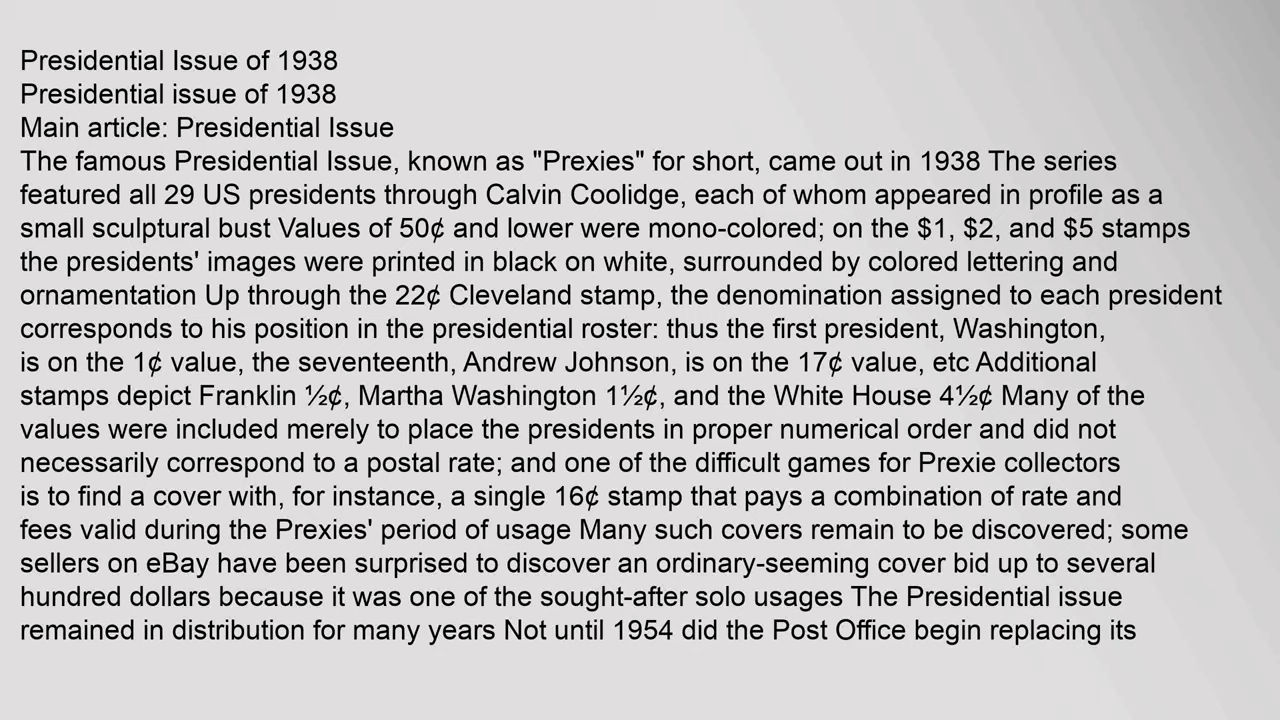 Presidential Issue of 1938
Presidential issue of 1938
Main article: Presidential Issue
The famous Presidential Issue, known as "Prexies" for short, came out in 1938 The series
featured all 29 US presidents through Calvin Coolidge, each of whom appeared in profile as a
small sculptural bust Values of 50¢ and lower were mono-colored; on the $1, $2, and $5 stamps
the presidents' images were printed in black on white, surrounded by colored lettering and
ornamentation Up through the 22¢ Cleveland stamp, the denomination assigned to each president
corresponds to his position in the presidential roster: thus the first president, Washington,
is on the 1¢ value, the seventeenth, Andrew Johnson, is on the 17¢ value, etc Additional
stamps depict Franklin ½¢, Martha Washington 1½¢, and the White House 4½¢ Many of the
values were included merely to place the presidents in proper numerical order and did not
necessarily correspond to a postal rate; and one of the difficult games for Prexie collectors
is to find a cover with, for instance, a single 16¢ stamp that pays a combination of rate and
fees valid during the Prexies' period of usage Many such covers remain to be discovered; some
sellers on eBay have been surprised to discover an ordinary-seeming cover bid up to several
hundred dollars because it was one of the sought-after solo usages The Presidential issue
remained in distribution for many years Not until 1954 did the Post Office begin replacing its